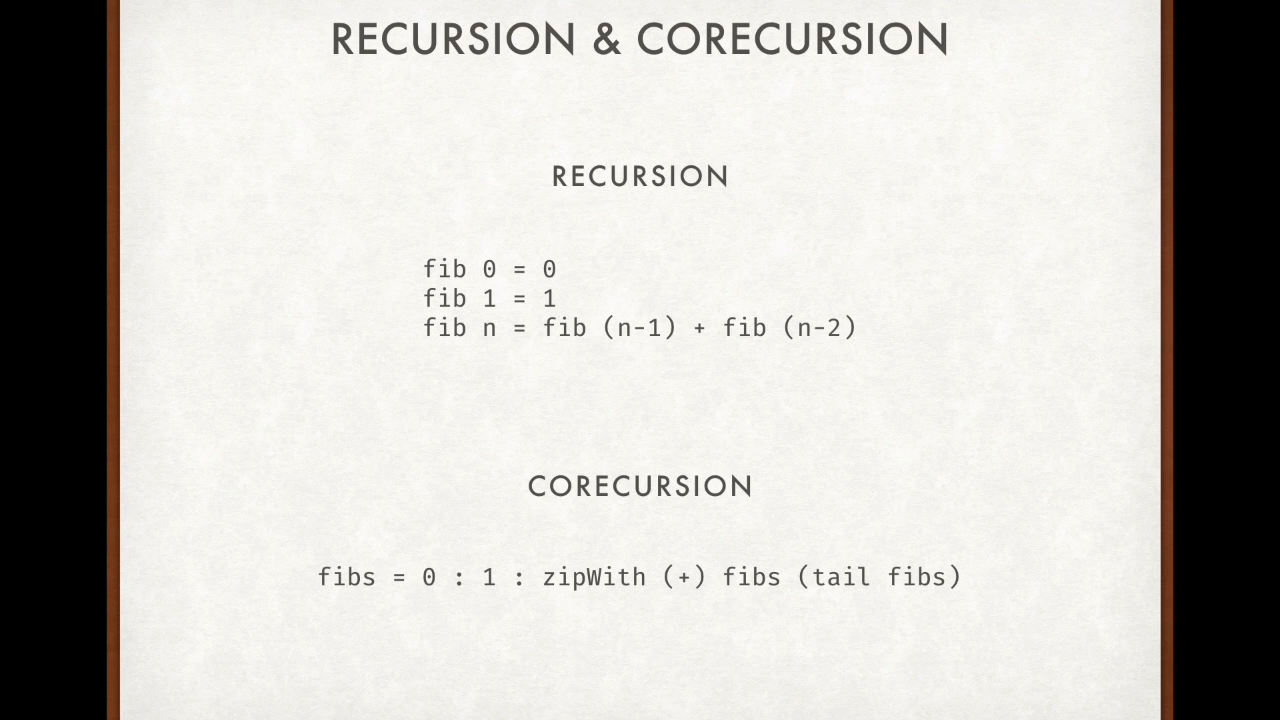 RECURSION & CORECURSION
RECURSION
fib 0 = 0
fib 1 = 1
fib n = fib (n-1) + fib (n-2)
CORECURSION
fibs = 0 : 1 : zipWith (+) fibs (tail fibs)